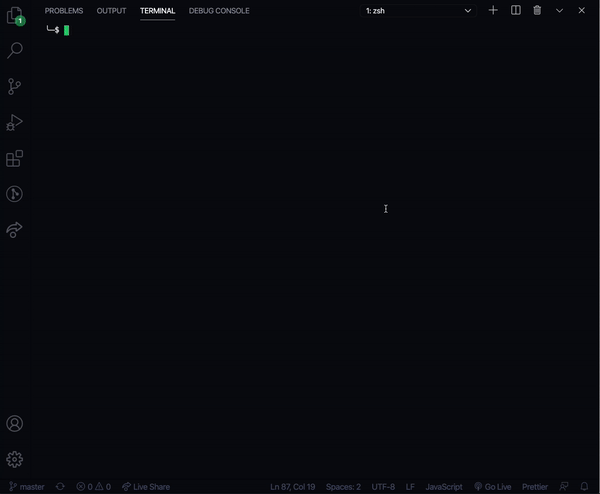 PROBLEMS OUTPUT TERMINAL DEBUG CONSOLE 1: zsh
1
╰─$
master 0 0 Live Share Ln 87, Col 19 Spaces: 2 UTF-8 LF JavaScript Go Live Prettier